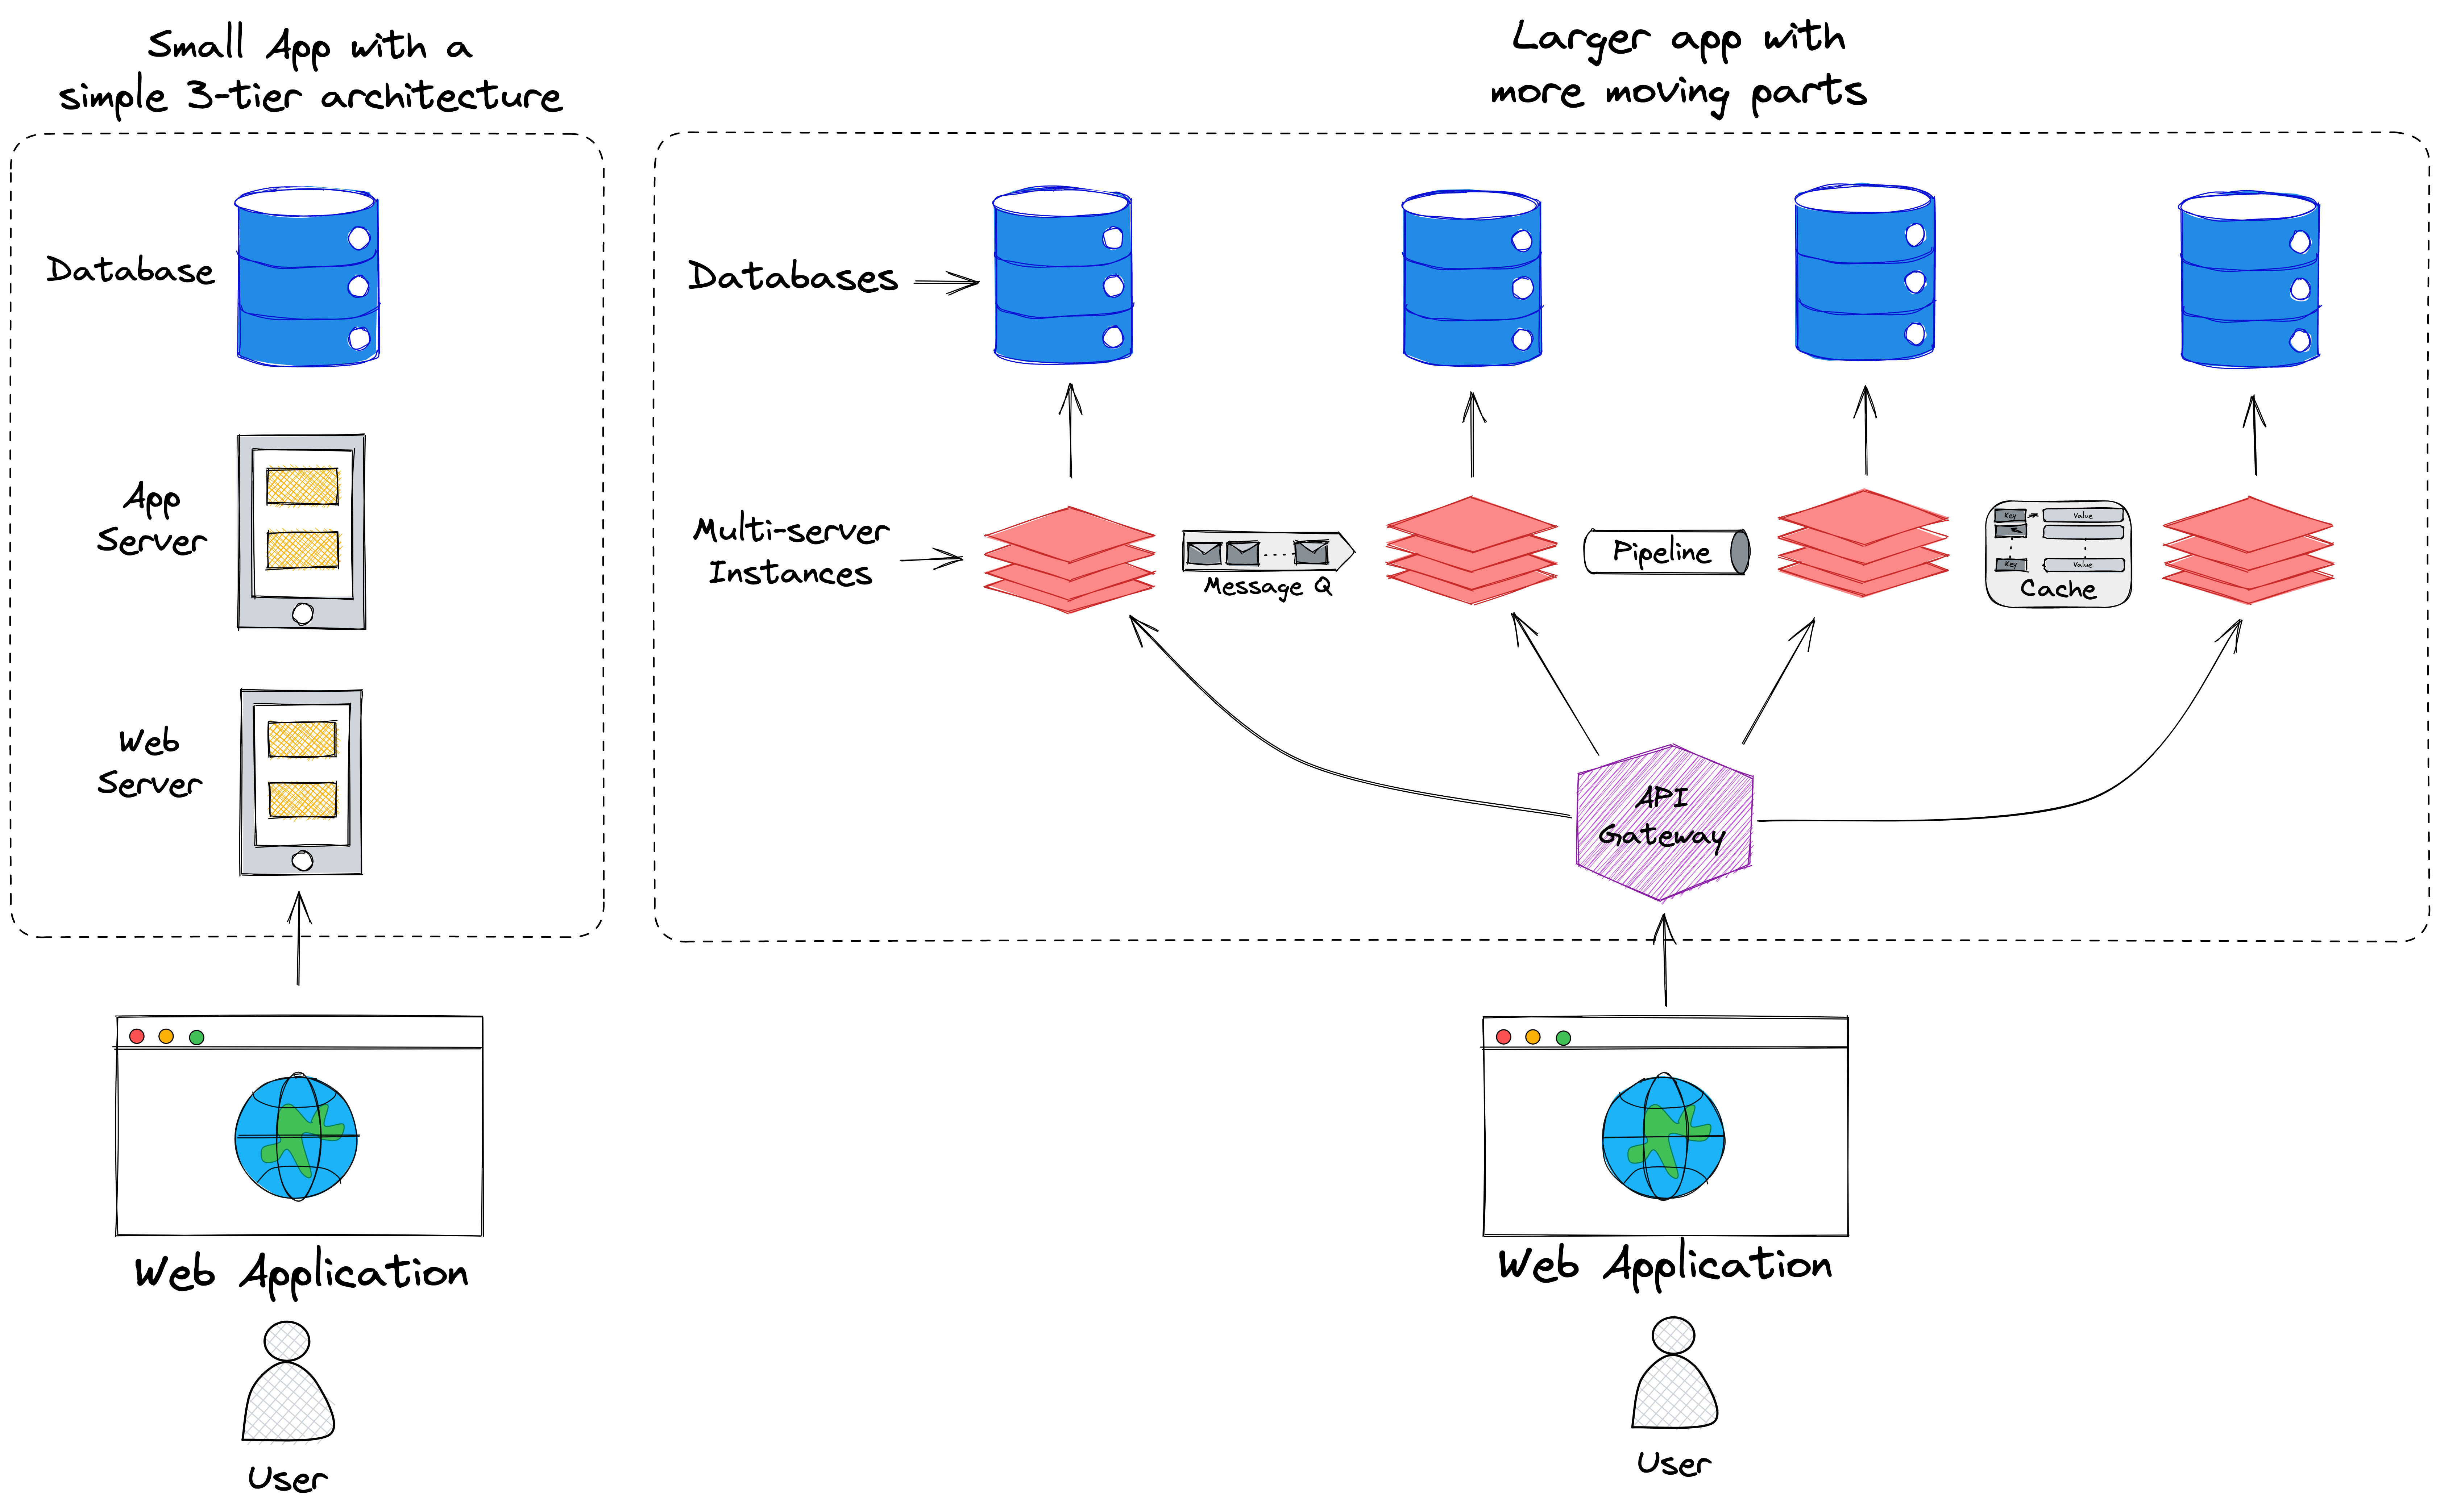 Small App with a
simple 3-tier architecture
Database
App
Server
Web
Server
Web Application
User
Larger app with
more moving parts
Databases
Multi-server
Instances
Message Q
Pipeline
Key
Value
Key
Value
Cache
API
Gateway
Web Application
User